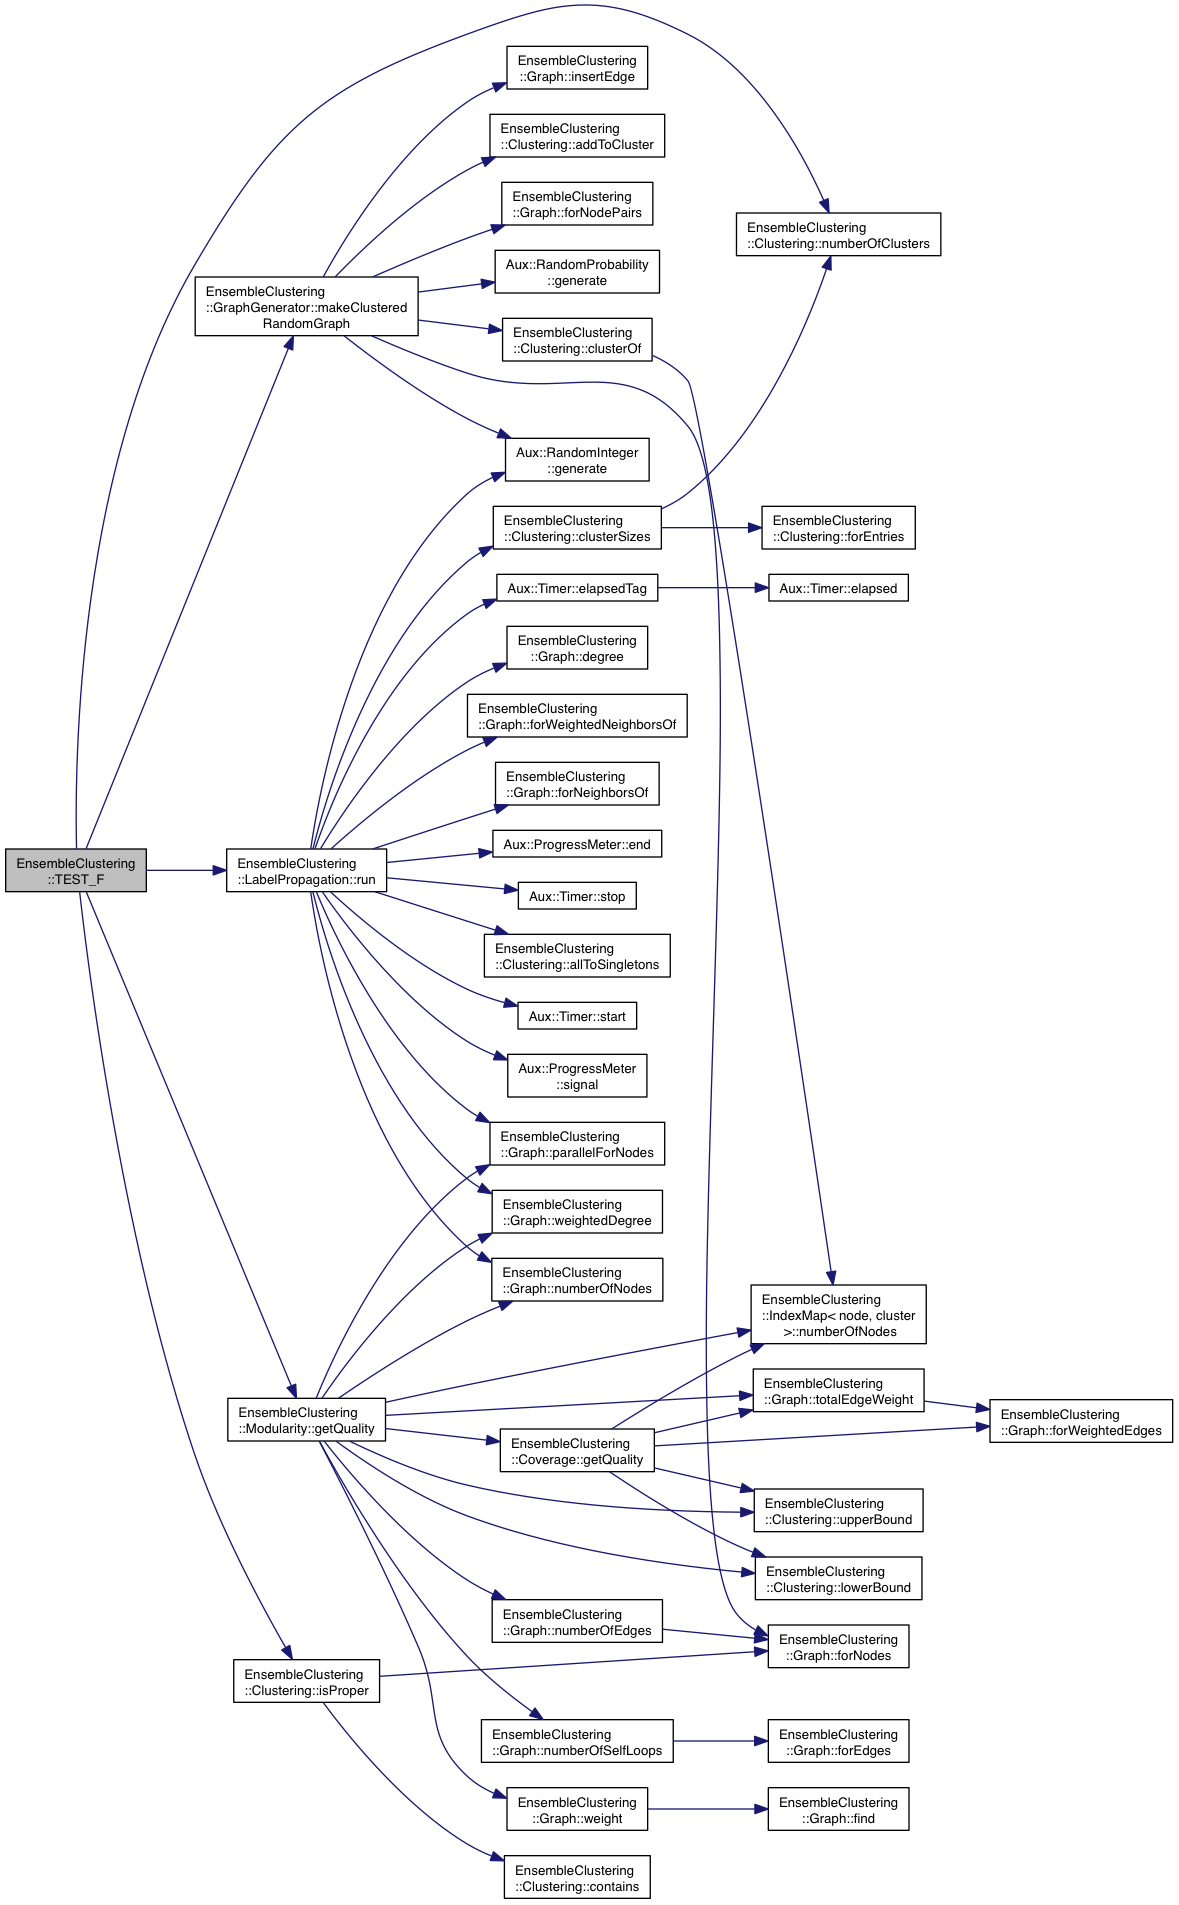 EnsembleClustering
::TEST_F
EnsembleClustering
::GraphGenerator::makeClustered
RandomGraph
EnsembleClustering
::LabelPropagation::run
EnsembleClustering
::Modularity::getQuality
EnsembleClustering
::Clustering::isProper
EnsembleClustering
::Graph::insertEdge
EnsembleClustering
::Clustering::addToCluster
EnsembleClustering
::Graph::forNodePairs
Aux::RandomProbability
::generate
EnsembleClustering
::Clustering::clusterOf
Aux::RandomInteger
::generate
EnsembleClustering
::Clustering::clusterSizes
Aux::Timer::elapsedTag
EnsembleClustering
::Graph::degree
EnsembleClustering
::Graph::forWeightedNeighborsOf
EnsembleClustering
::Graph::forNeighborsOf
Aux::ProgressMeter::end
Aux::Timer::stop
EnsembleClustering
::Clustering::allToSingletons
Aux::Timer::start
Aux::ProgressMeter
::signal
EnsembleClustering
::Graph::parallelForNodes
EnsembleClustering
::Graph::weightedDegree
EnsembleClustering
::Graph::numberOfNodes
EnsembleClustering
::Coverage::getQuality
EnsembleClustering
::Graph::numberOfEdges
EnsembleClustering
::Graph::numberOfSelfLoops
EnsembleClustering
::Graph::weight
EnsembleClustering
::Clustering::contains
EnsembleClustering
::Clustering::numberOfClusters
EnsembleClustering
::Clustering::forEntries
Aux::Timer::elapsed
EnsembleClustering
::IndexMap< node, cluster
>::numberOfNodes
EnsembleClustering
::Graph::totalEdgeWeight
EnsembleClustering
::Clustering::upperBound
EnsembleClustering
::Clustering::lowerBound
EnsembleClustering
::Graph::forNodes
EnsembleClustering
::Graph::forEdges
EnsembleClustering
::Graph::find
EnsembleClustering
::Graph::forWeightedEdges